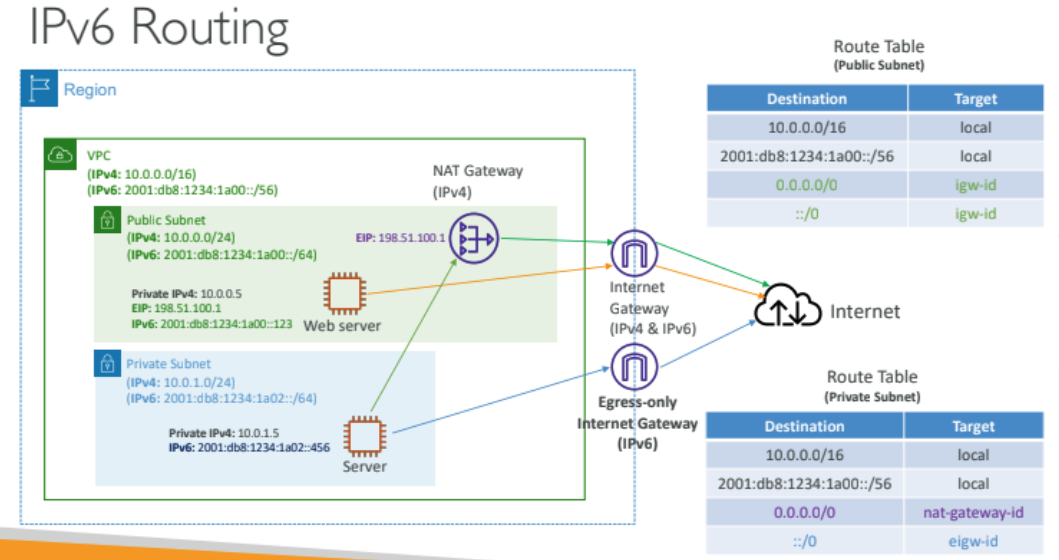 IPv6 Routing
Region
VPC
(IPv4: 10.0.0.0/16)
(IPv6: 2001:db8:1234:1a00::/56)
NAT Gateway
(IPv4)
Public Subnet
(IPv4: 10.0.0.0/24)
(IPv6: 2001:db8:1234:1a00::/64)
EIP: 198.51.100.1
Private IPv4: 10.0.0.5
EIP: 198.51.100.1
IPv6: 2001:db8:1234:1a00::123
Web server
Private Subnet
(IPv4: 10.0.1.0/24)
(IPv6: 2001:db8:1234:1a02::/64)
Private IPv4: 10.0.1.5
IPv6: 2001:db8:1234:1a02::456
Server
Internet
Gateway
(IPv4 & IPv6)
Egress-only
Internet Gateway
(IPv6)
Internet
Route Table
(Public Subnet)
Destination Target
10.0.0.0/16 local
2001:db8:1234:1a00::/56 local
0.0.0.0/0 igw-id
::/0 igw-id
Route Table
(Private Subnet)
Destination Target
10.0.0.0/16 local
2001:db8:1234:1a00::/56 local
0.0.0.0/0 nat-gateway-id
::/0 eigw-id